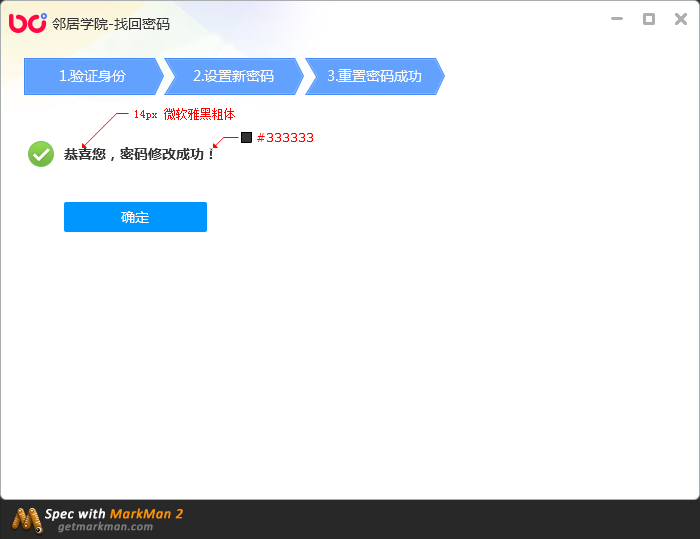 邻居学院-找回密码
1.验证身份 2.设置新密码 3.重置密码成功
14px 微软雅黑粗体
#333333
恭喜您，密码修改成功！
确定
Spec with MarkMan 2
getmarkman.com